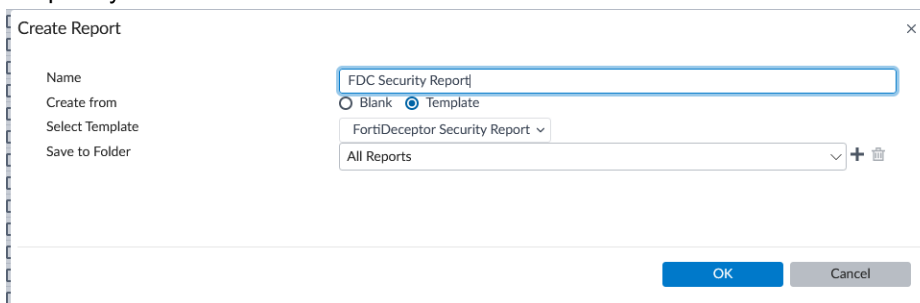 Create Report
Name
FDC Security Report
Create from
Blank
Template
Select Template
FortiDeceptor Security Report
Save to Folder
All Reports
OK
Cancel